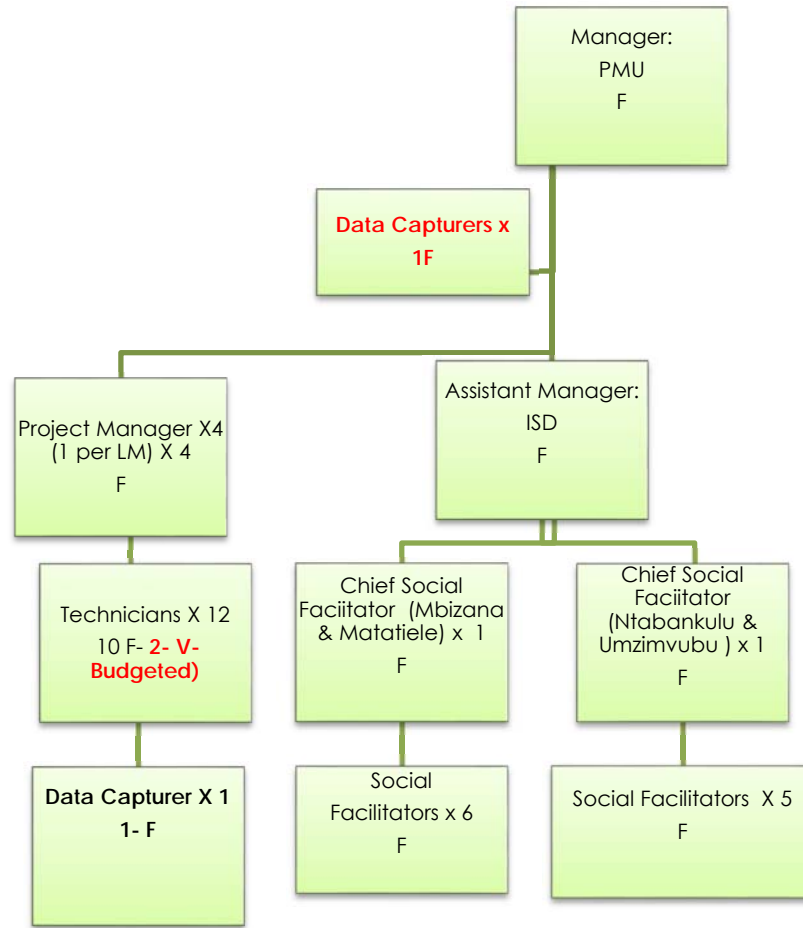 Manager:
PMU
F
Data Capturers x
1F
Project Manager X4
(1 per LM) X 4
F
Assistant Manager:
ISD
F
Technicians X 12
10 F- 2- V-
Budgeted)
Chief Social
Faciitator (Mbizana
& Matatiele) x 1
F
Chief Social
Faciitator
(Ntabankulu &
Umzimvubu ) x 1
F
Data Capturer X 1
1- F
Social
Facilitators x 6
F
Social Facilitators X 5
F